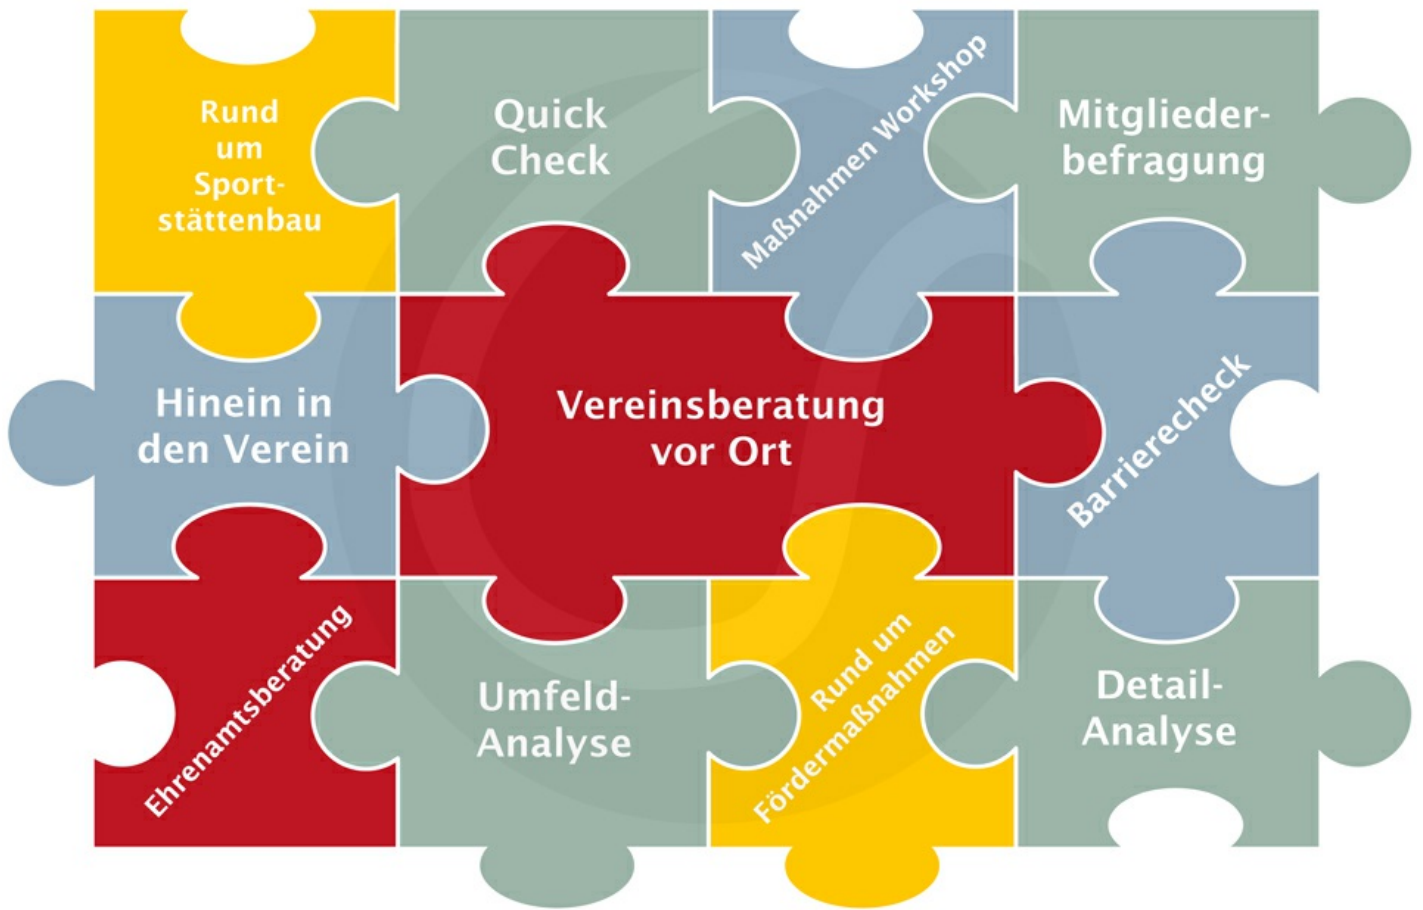 Rund
um
Sport-
stättenbau
Quick
Check
Maßnahmen Workshop
Mitglieder-
befragung
Hinein in
den Verein
Vereinsberatung
vor Ort
Barrierecheck
Ehrenamtsberatung
Umfeld-
Analyse
Rund um
Fördermaßnahmen
Detail-
Analyse